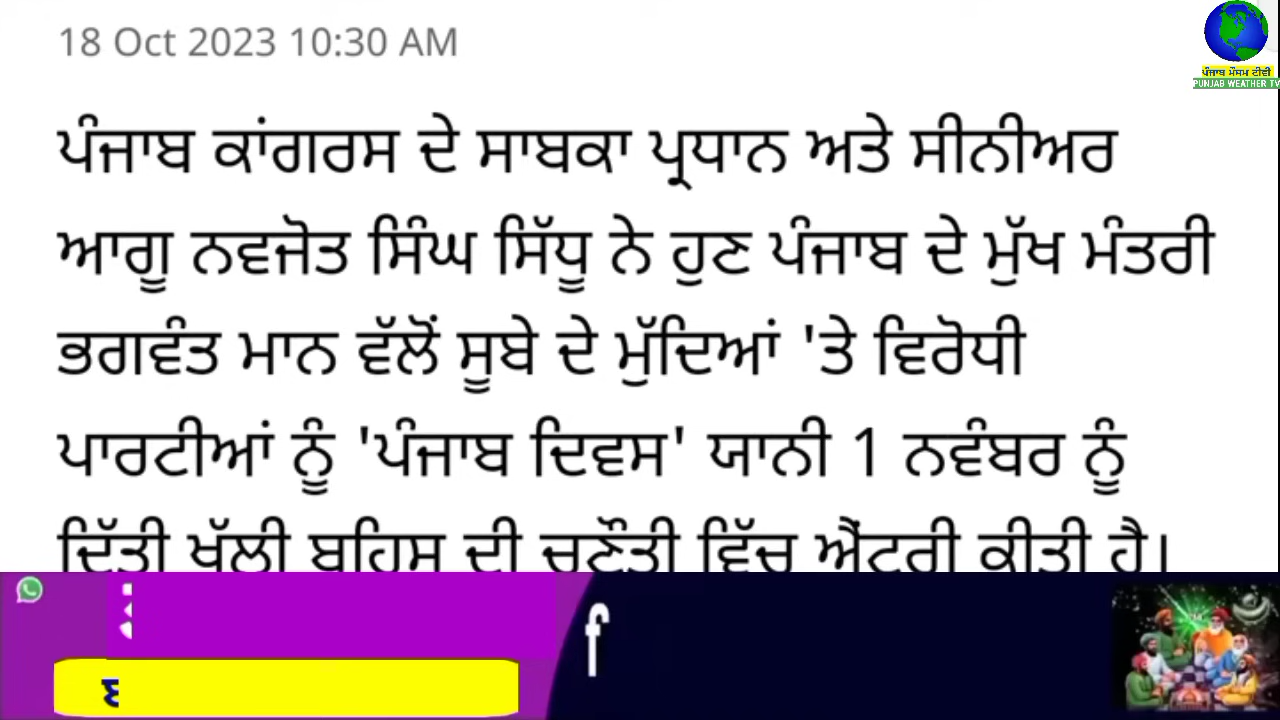 18 Oct 2023 10:30 AM
ਪੰਜਾਬ ਮੌਸਮ ਟੀਵੀ
PUNJAB WEATHER TV
ਪੰਜਾਬ ਕਾਂਗਰਸ ਦੇ ਸਾਬਕਾ ਪ੍ਰਧਾਨ ਅਤੇ ਸੀਨੀਅਰ
ਆਗੂ ਨਵਜੋਤ ਸਿੰਘ ਸਿੱਧੂ ਨੇ ਹੁਣ ਪੰਜਾਬ ਦੇ ਮੁੱਖ ਮੰਤਰੀ
ਭਗਵੰਤ ਮਾਨ ਵੱਲੋਂ ਸੂਬੇ ਦੇ ਮੁੱਦਿਆਂ 'ਤੇ ਵਿਰੋਧੀ
ਪਾਰਟੀਆਂ ਨੂੰ 'ਪੰਜਾਬ ਦਿਵਸ' ਯਾਨੀ 1 ਨਵੰਬਰ ਨੂੰ
ਦਿੱਤੀ ਖੁੱਲੀ ਬਹਿਸ ਦੀ ਚੁਣੌਤੀ ਵਿੱਚ ਐਂਟਰੀ ਕੀਤੀ ਹੈ।